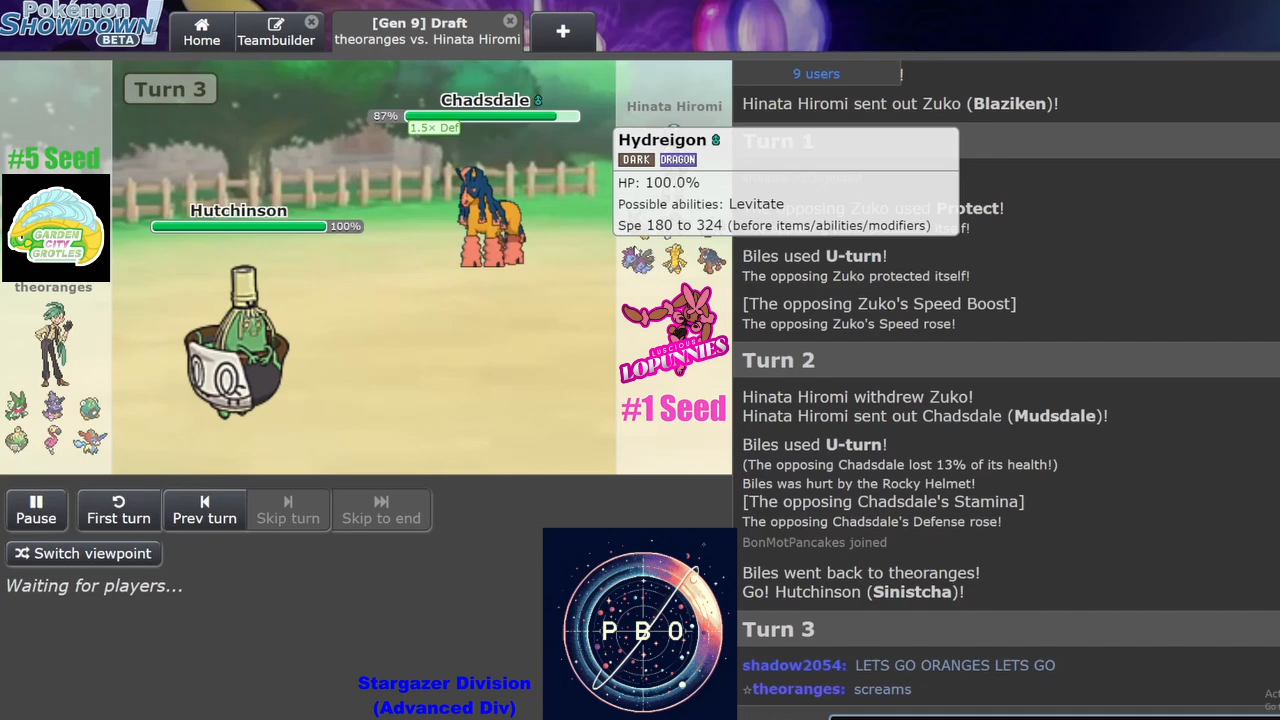 Pokémon
SHOWDOWN!
BETA
Home
Teambuilder
[Gen 9] Draft
theoranges vs. Hinata Hiromi
+
Turn 3
Chadsdale
87%
1.5× Def
Hutchinson
100%
#5 Seed
GARDEN
CITY
GROTLES
theoranges
Hinata Hiromi
Hydreigon
DARK DRAGON
HP: 100.0%
Possible abilities: Levitate
Spe 180 to 324 (before items/abilities/modifiers)
LUSCIOUS
LOPUNNIES
#1 Seed
9 users
!
Hinata Hiromi sent out Zuko (Blaziken)!
Turn 1
opposing Zuko used Protect!
Biles used U-turn!
The opposing Zuko protected itself!
[The opposing Zuko's Speed Boost]
The opposing Zuko's Speed rose!
Turn 2
Hinata Hiromi withdrew Zuko!
Hinata Hiromi sent out Chadsdale (Mudsdale)!
Biles used U-turn!
(The opposing Chadsdale lost 13% of its health!)
Biles was hurt by the Rocky Helmet!
[The opposing Chadsdale's Stamina]
The opposing Chadsdale's Defense rose!
BonMotPancakes joined
Biles went back to theoranges!
Go! Hutchinson (Sinistcha)!
Turn 3
shadow2054: LETS GO ORANGES LETS GO
☆theoranges: screams
Pause
First turn
Prev turn
Skip turn
Skip to end
Switch viewpoint
Waiting for players...
PBO
Stargazer Division
(Advanced Div)